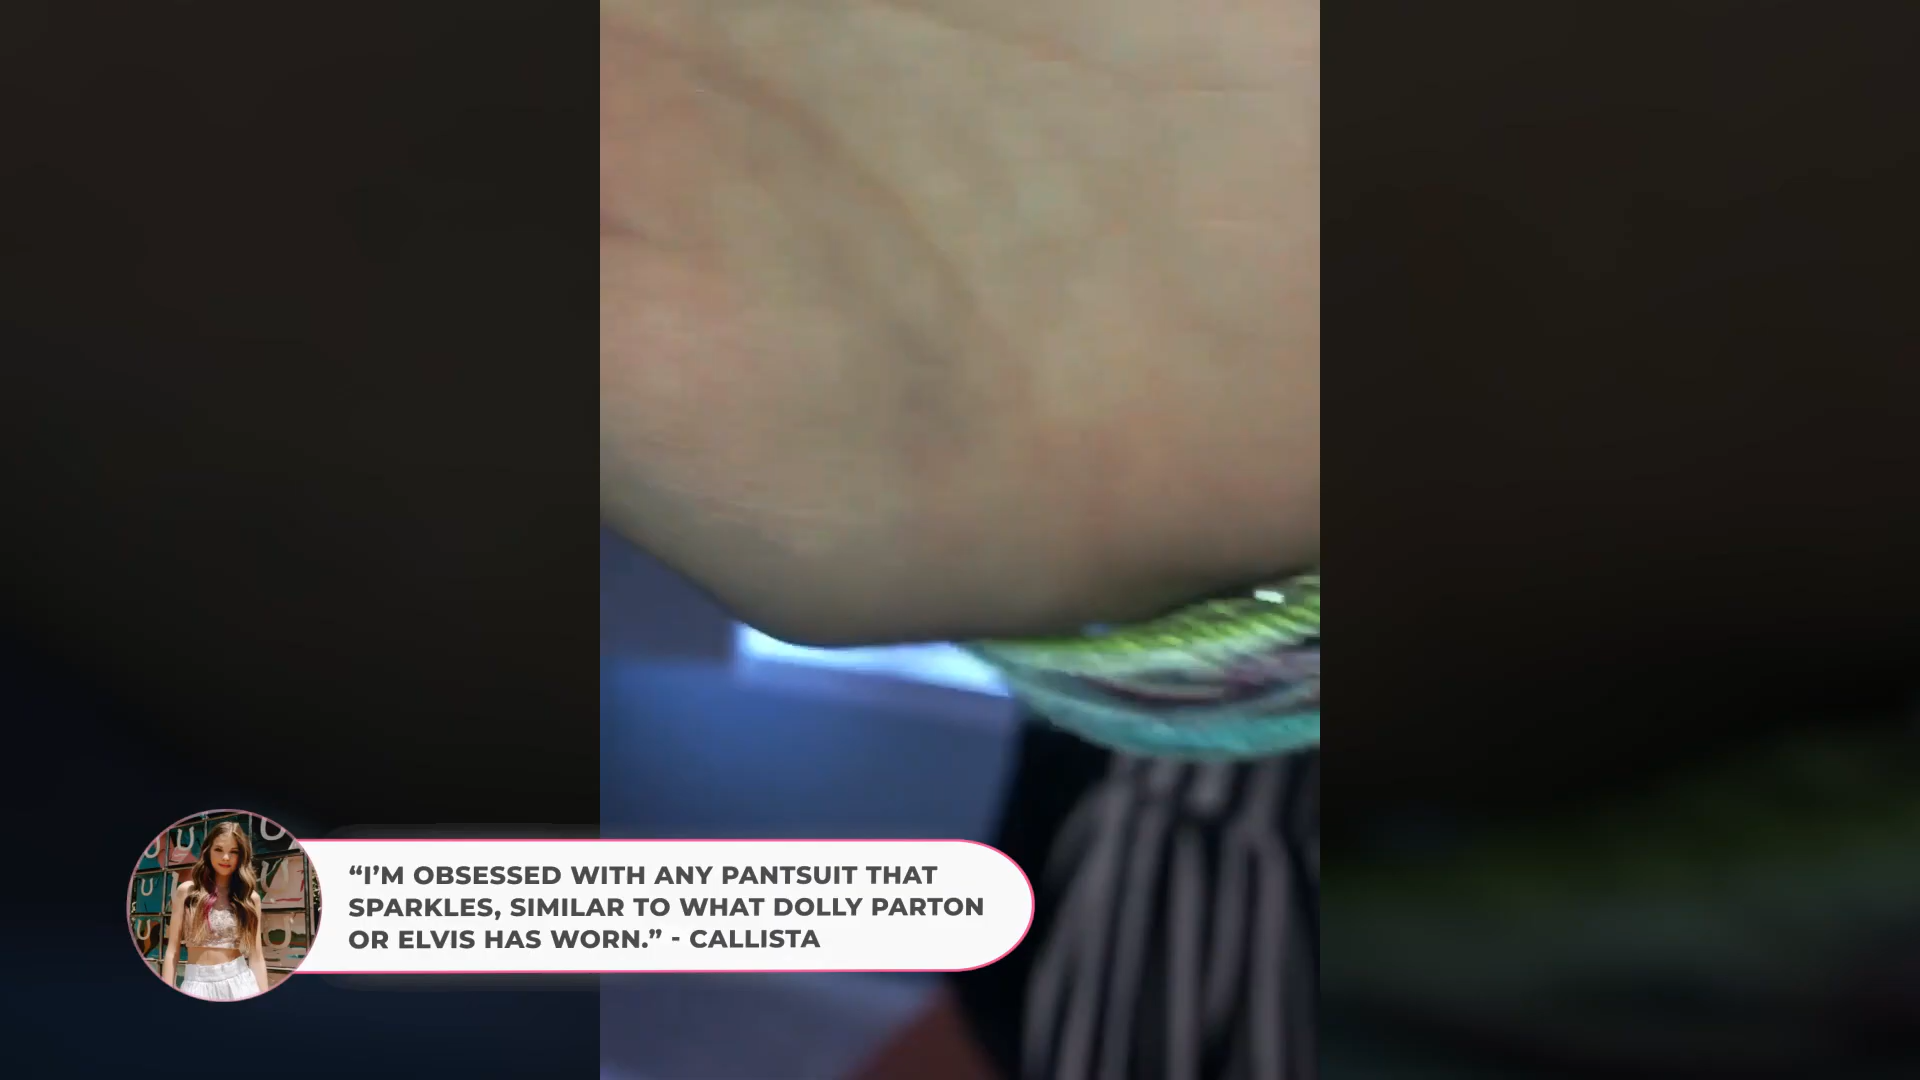 “I’M OBSESSED WITH ANY PANTSUIT THAT
SPARKLES, SIMILAR TO WHAT DOLLY PARTON
OR ELVIS HAS WORN.” - CALLISTA